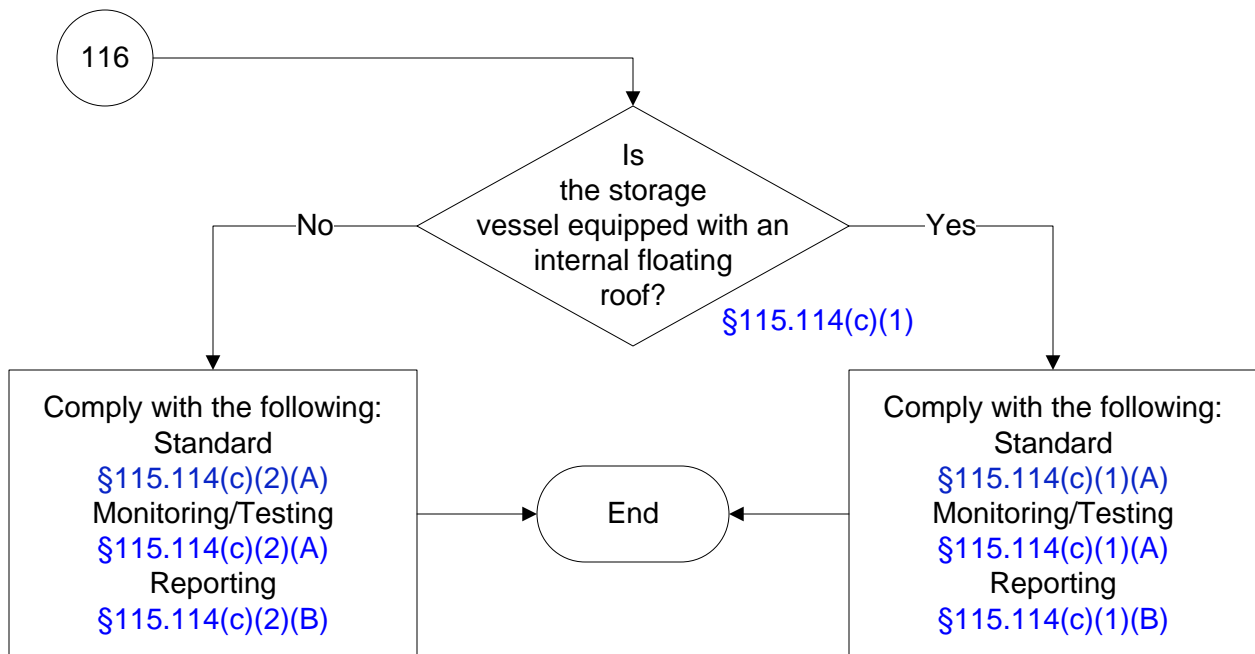 116
Is
the storage
vessel equipped with an
internal floating
roof?
§115.114(c)(1)
No
Yes
Comply with the following:
Standard
§115.114(c)(2)(A)
Monitoring/Testing
§115.114(c)(2)(A)
Reporting
§115.114(c)(2)(B)
End
Comply with the following:
Standard
§115.114(c)(1)(A)
Monitoring/Testing
§115.114(c)(1)(A)
Reporting
§115.114(c)(1)(B)